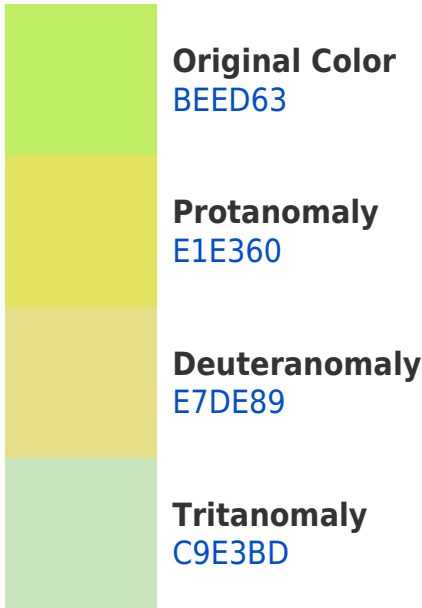 Original Color
BEED63
Protanomaly
E1E360
Deuteranomaly
E7DE89
Tritanomaly
C9E3BD